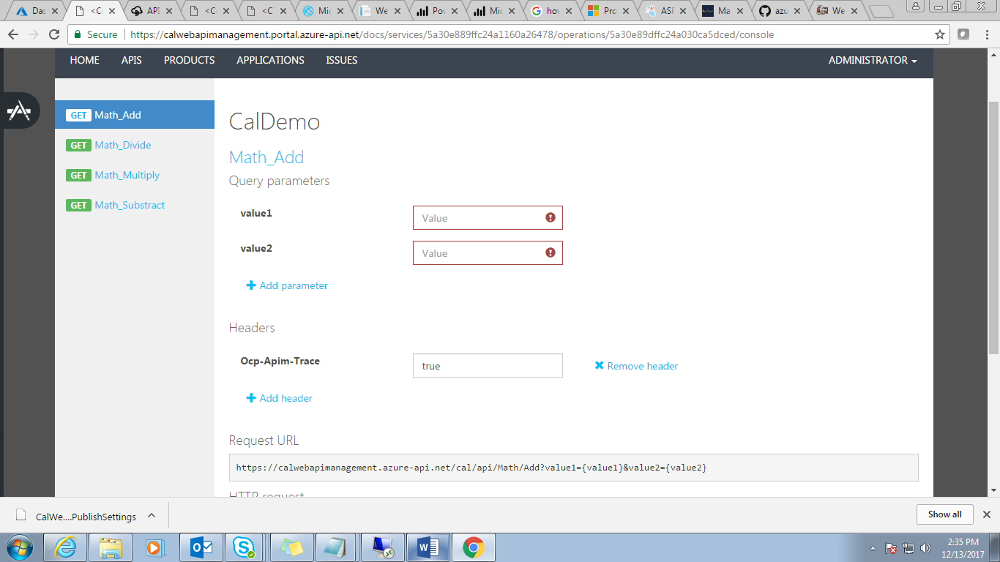 Das
<C
API
<C
<C
Mic
We
Pov
Mic
hov
Pro
ASF
Ma
azu
We
Secure https://calwebapimanagement.portal.azure-api.net/docs/services/5a30e889ffc24a1160a26478/operations/5a30e89dffc24a030ca5dced/console
HOME APIS PRODUCTS APPLICATIONS ISSUES ADMINISTRATOR
GET Math_Add
GET Math_Divide
GET Math_Multiply
GET Math_Substract
CalDemo
Math_Add
Query parameters
value1 Value
value2 Value
Add parameter
Headers
Ocp-Apim-Trace true Remove header
Add header
Request URL
https://calwebapimanagement.azure-api.net/cal/api/Math/Add?value1={value1}&value2={value2}
HTTP request
CalWe....PublishSettings Show all
2:35 PM
12/13/2017